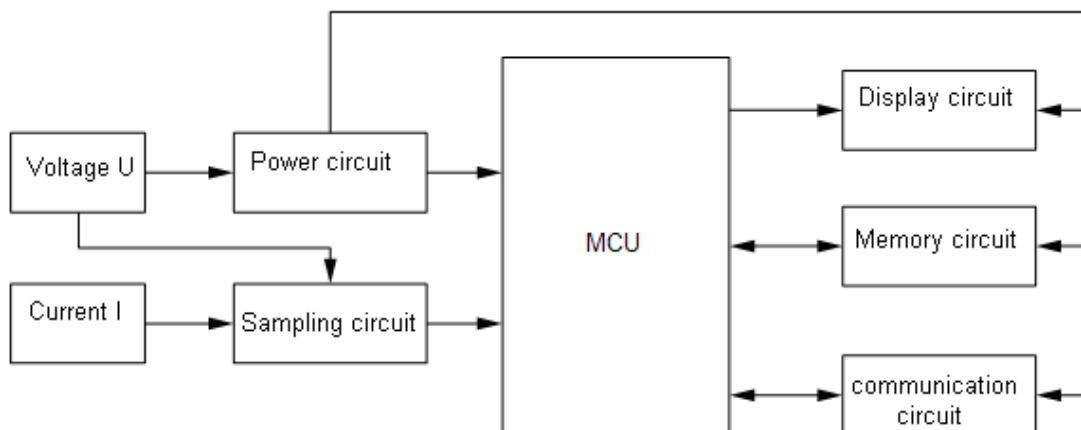 Display circuit
Voltage U
Power circuit
MCU
Memory circuit
Current I
Sampling circuit
communication
circuit